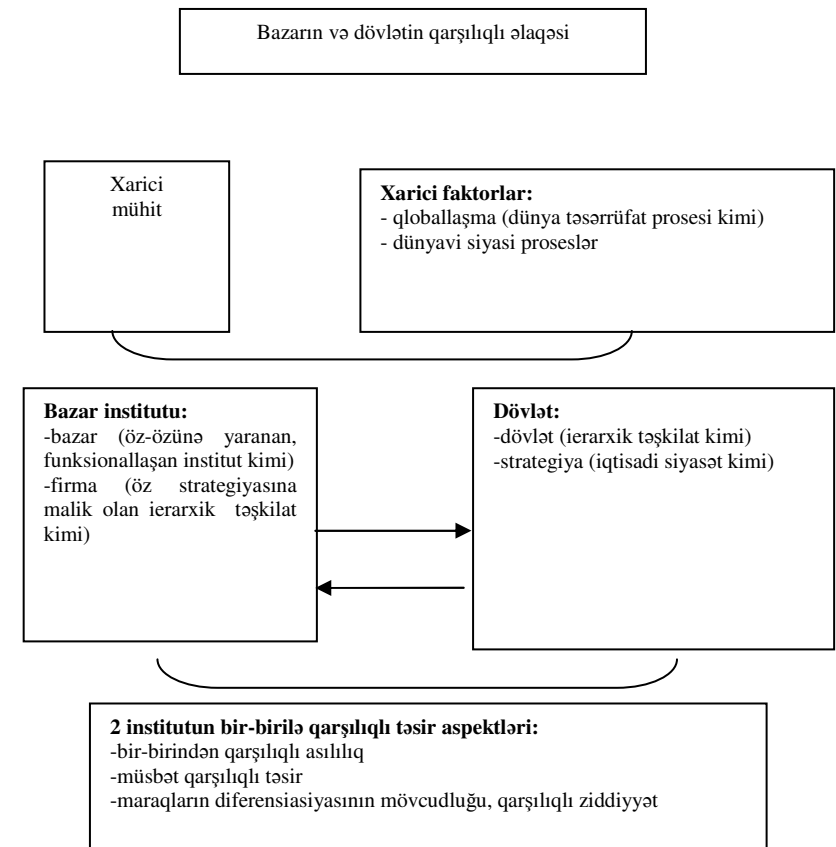 Bazarın və dövlətin qarşılıqlı əlaqəsi
Xarici
mühit
Xarici faktorlar:
- qloballaşma (dünya təsərrüfat prosesi kimi)
- dünyavi siyasi proseslər
Bazar institutu:
-bazar (öz-özünə yaranan,
funksionallaşan institut kimi)
-firma (öz strategiyasına
malik olan ierarxik təşkilat
kimi)
Dövlət:
-dövlət (ierarxik təşkilat kimi)
-strategiya (iqtisadi siyasət kimi)
2 institutun bir-birilə qarşılıqlı təsir aspektləri:
-bir-birindən qarşılıqlı asılılıq
-müsbət qarşılıqlı təsir
-maraqların diferensiasiyasının mövcudluğu, qarşılıqlı ziddiyyət